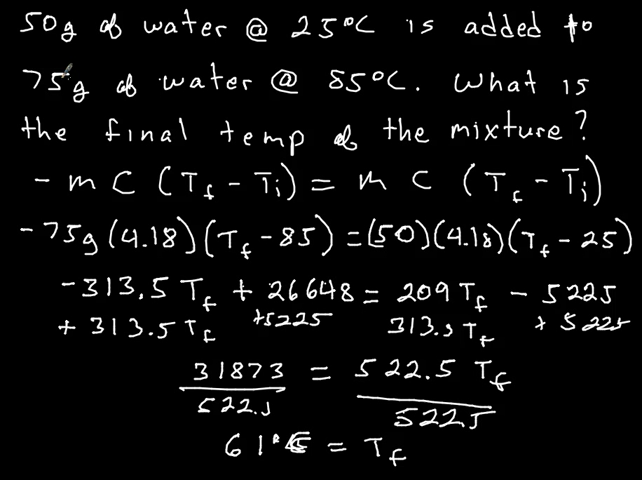 50g of water @ 25°C is added to
75g of water @ 85°C. What is
the final temp of the mixture?
- m C (Tf - Ti) = m C (Tf - Ti)
-75g (4.18) (Tf - 85) = (50) (4.18) (Tf - 25)
-313.5 Tf + 26648 = 209 Tf - 5225
+ 313.5 Tf +5225 313.5 Tf + 5225
31873 = 522.5 Tf
522.5 522.5
61°C = Tf